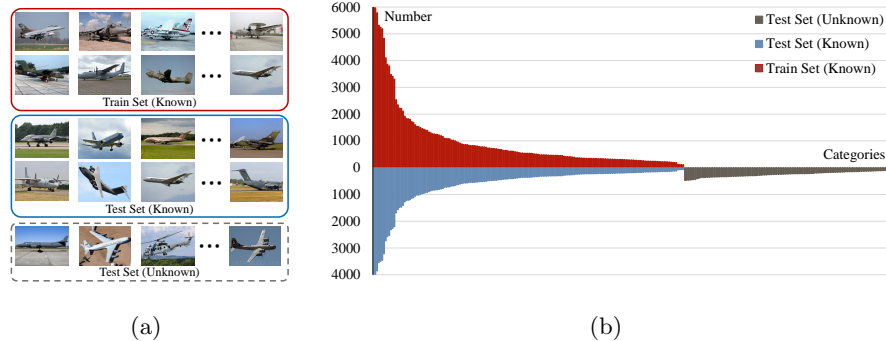 Train Set (Known)
Test Set (Known)
Test Set (Unknown)
(a)
Number
6000
5000
4000
3000
2000
1000
0
1000
2000
3000
4000
Test Set (Unknown)
Test Set (Known)
Train Set (Known)
Categories
(b)